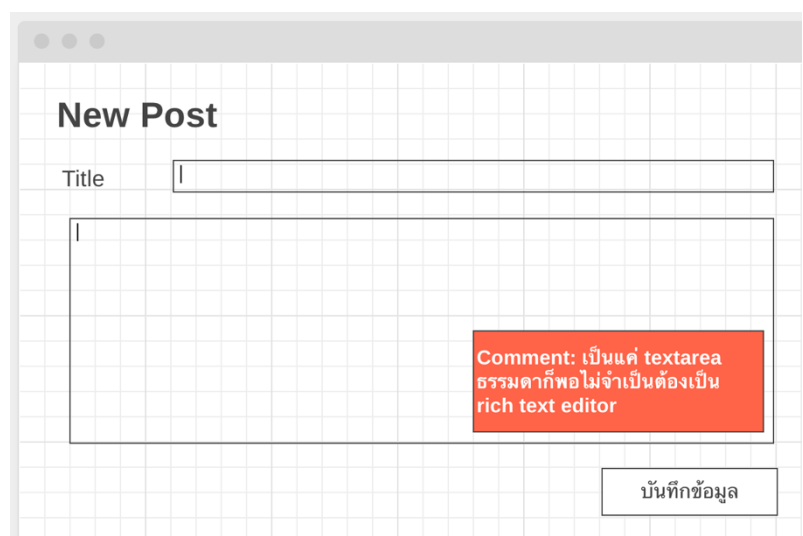 New Post
Title
Comment: เป็นแค่ textarea
ธรรมดาก็พอไม่จำเป็นต้องเป็น
rich text editor
บันทึกข้อมูล